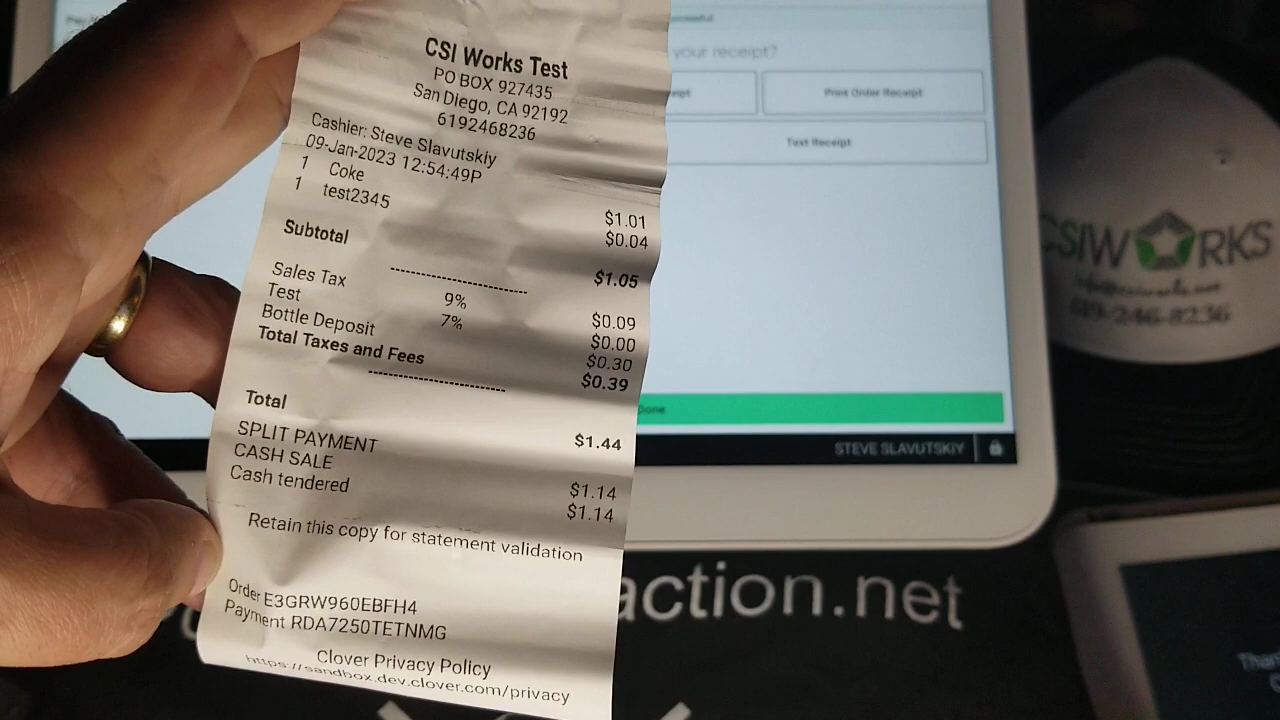 CSI Works Test
PO BOX 927435
San Diego, CA 92192
6192468236
Cashier: Steve Slavutskiy
09-Jan-2023 12:54:49P
1 Coke $1.01
1 test2345 $0.04
Subtotal $1.05
--------------------
Sales Tax 9% $0.09
Test 7% $0.00
Bottle Deposit $0.30
Total Taxes and Fees $0.39
--------------------
Total $1.44
SPLIT PAYMENT
CASH SALE $1.14
Cash tendered $1.14
Retain this copy for statement validation
Order E3GRW960EBFH4
Payment RDA7250TETNMG
Clover Privacy Policy
https://sandbox.dev.clover.com/privacy
your receipt?
Print Order Receipt
Text Receipt
Done
STEVE SLAVUTSKIY
CSIWORKS
619-246-8236
action.net